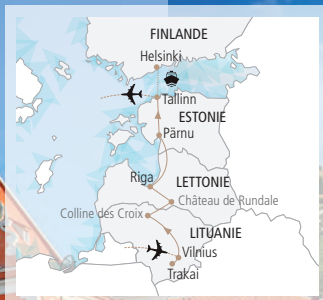 FINLANDE
Helsinki
Tallinn
ESTONIE
Pärnu
Riga
LETTONIE
Château de Rundale
Colline des Croix
LITUANIE
Vilnius
Trakai